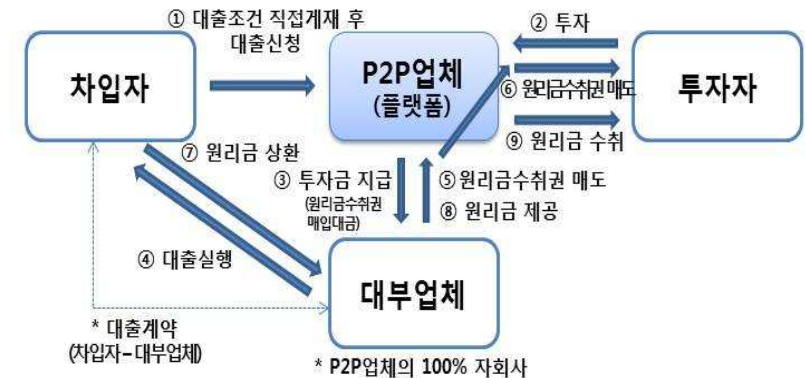 ① 대출조건 직접게재 후
대출신청
② 투자
차입자
P2P업체
(플랫폼)
투자자
⑥ 원리금수취권 매도
⑨ 원리금 수취
⑦ 원리금 상환
③ 투자금 지급
(원리금수취권
매입대금)
⑤원리금수취권 매도
⑧ 원리금 제공
④ 대출실행
대부업체
* 대출계약
(차입자–대부업체)
* P2P업체의 100% 자회사